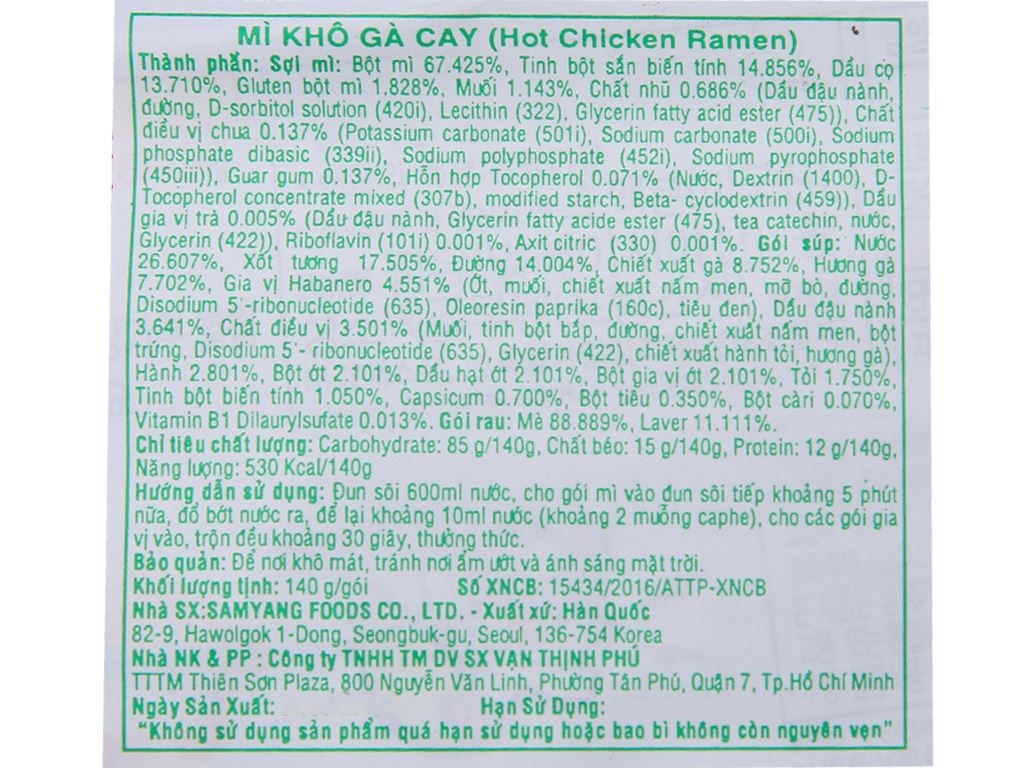 MÌ KHÔ GÀ CAY (Hot Chicken Ramen)
Thành phần: Sợi mì: Bột mì 67.425%, Tinh bột sắn biến tính 14.856%, Dầu cọ
13.710%, Gluten bột mì 1.828%, Muối 1.143%, Chất nhũ 0.686% (Dầu đậu nành,
đường, D-sorbitol solution (420i), Lecithin (322), Glycerin fatty acid ester (475)), Chất
điều vị chua 0.137% (Potassium carbonate (501i), Sodium carbonate (500i), Sodium
phosphate dibasic (339ii), Sodium polyphosphate (452i), Sodium pyrophosphate
(450iii)), Guar gum 0.137%, Hỗn hợp Tocopherol 0.071% (Nước, Dextrin (1400), D-
Tocopherol concentrate mixed (307b), modified starch, Beta- cyclodextrin (459)), Dầu
gia vị trà 0.005% (Dầu đậu nành, Glycerin fatty acide ester (475), tea catechin, nước,
Glycerin (422)), Riboflavin (101i) 0.001%, Axit citric (330) 0.001%. Gói súp: Nước
26.607%, Xốt tương 17.505%, Đường 14.004%, Chiết xuất gà 8.752%, Hương gà
7.702%, Gia vị Habanero 4.551% (Ớt, muối, chiết xuất nấm men, mỡ bò, đường,
Disodium 5'-ribonucleotide (635), Oleoresin paprika (160c), tiêu đen), Dầu đậu nành
3.641%, Chất điều vị 3.501% (Muối, tinh bột bắp, đường, chiết xuất nấm men, bột
trứng, Disodium 5'- ribonucleotide (635), Glycerin (422), chiết xuất hành tỏi, hương gà),
Hành 2.801%, Bột ớt 2.101%, Dầu hạt ớt 2.101%, Bột gia vị ớt 2.101%, Tỏi 1.750%,
Tinh bột biến tính 1.050%, Capsicum 0.700%, Bột tiêu 0.350%, Bột cà ri 0.070%,
Vitamin B1 Dilaurylsufate 0.013%. Gói rau: Mè 88.889%, Laver 11.111%.
Chỉ tiêu chất lượng: Carbohydrate: 85 g/140g, Chất béo: 15 g/140g, Protein: 12 g/140g,
Năng lượng: 530 Kcal/140g
Hướng dẫn sử dụng: Đun sôi 600ml nước, cho gói mì vào đun sôi tiếp khoảng 5 phút
nữa, đổ bớt nước ra, để lại khoảng 10ml nước (khoảng 2 muỗng caphe), cho các gói gia
vị vào, trộn đều khoảng 30 giây, thưởng thức.
Bảo quản: Để nơi khô mát, tránh nơi ẩm ướt và ánh sáng mặt trời.
Khối lượng tịnh: 140 g/gói Số XNCB: 15434/2016/ATTP-XNCB
Nhà SX:SAMYANG FOODS CO., LTD. - Xuất xứ: Hàn Quốc
82-9, Hawolgok 1-Dong, Seongbuk-gu, Seoul, 136-754 Korea
Nhà NK & PP : Công ty TNHH TM DV SX VẠN THỊNH PHÚ
TTTM Thiên Sơn Plaza, 800 Nguyễn Văn Linh, Phường Tân Phú, Quận 7, Tp.Hồ Chí Minh
Ngày Sản Xuất: Hạn Sử Dụng:
"Không sử dụng sản phẩm quá hạn sử dụng hoặc bao bì không còn nguyên vẹn"